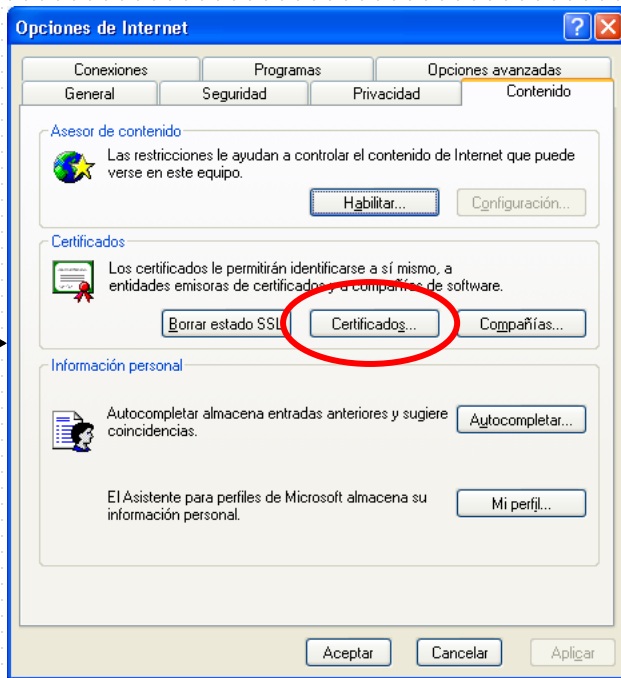 Opciones de Internet
Conexiones Programas Opciones avanzadas
General Seguridad Privacidad Contenido
Asesor de contenido
Las restricciones le ayudan a controlar el contenido de Internet que puede
verse en este equipo.
Habilitar... Configuración...
Certificados
Los certificados le permitirán identificarse a sí mismo, a
entidades emisoras de certificados y a compañías de software.
Borrar estado SSL Certificados... Compañías...
Información personal
Autocompletar almacena entradas anteriores y sugiere
coincidencias.
Autocompletar...
El Asistente para perfiles de Microsoft almacena su
información personal.
Mi perfil...
Aceptar Cancelar Aplicar